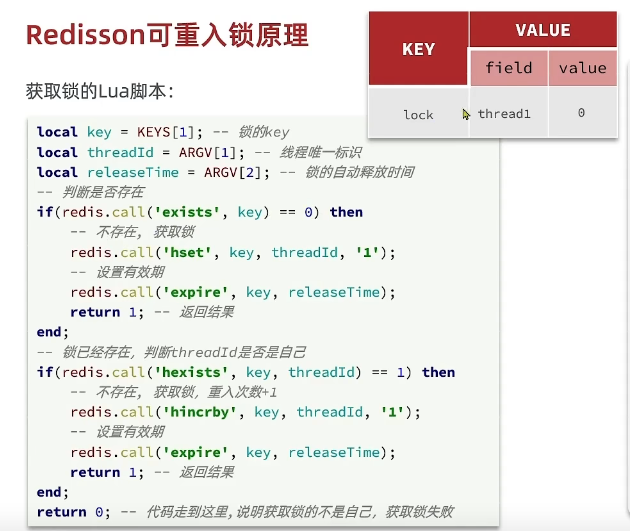 Redisson可重入锁原理
KEY
VALUE
field
value
lock
thread1
0
获取锁的Lua脚本：
local key = KEYS[1]; -- 锁的key
local threadId = ARGV[1]; -- 线程唯一标识
local releaseTime = ARGV[2]; -- 锁的自动释放时间
-- 判断是否存在
if(redis.call('exists', key) == 0) then
    -- 不存在, 获取锁
    redis.call('hset', key, threadId, '1');
    -- 设置有效期
    redis.call('expire', key, releaseTime);
    return 1; -- 返回结果
end;
-- 锁已经存在，判断threadId是否是自己
if(redis.call('hexists', key, threadId) == 1) then
    -- 不存在, 获取锁，重入次数+1
    redis.call('hincrby', key, threadId, '1');
    -- 设置有效期
    redis.call('expire', key, releaseTime);
    return 1; -- 返回结果
end;
return 0; -- 代码走到这里,说明获取锁的不是自己，获取锁失败